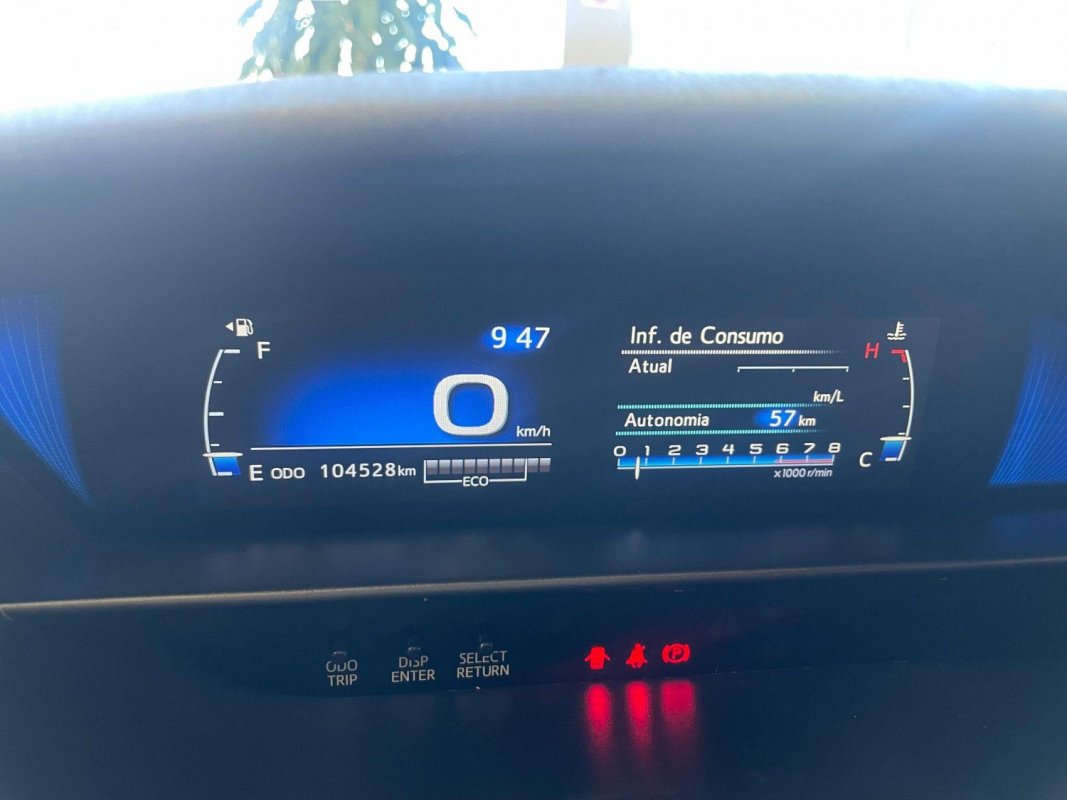 9 47
F
0 km/h
E ODO 104528 km
ECO
Inf. de Consumo
H
Atual
km/L
Autonomia 57 km
0 1 2 3 4 5 6 7 8
x1000 r/min
C
ODO
TRIP
DISP
ENTER
SELECT
RETURN
P